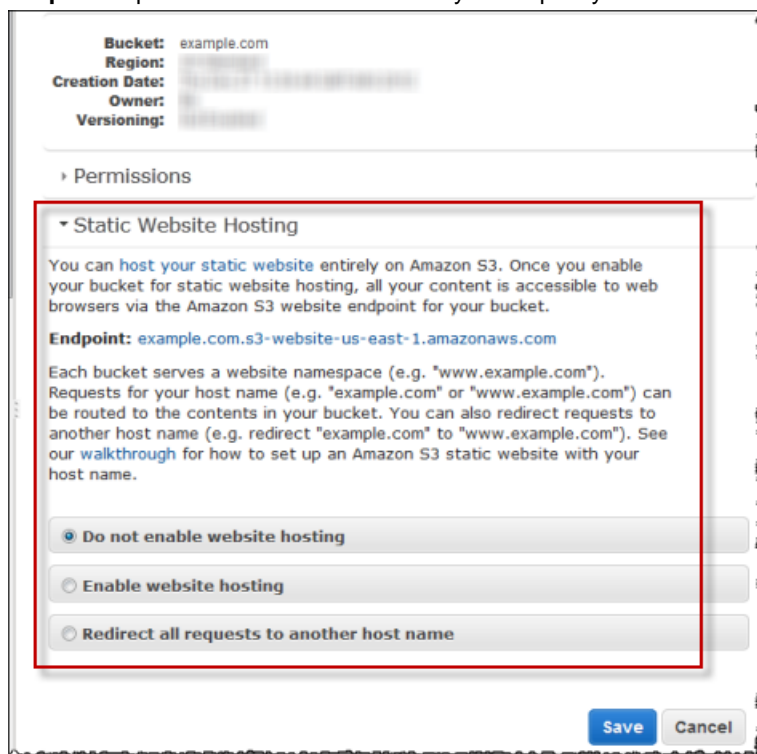 Bucket: example.com
Region:
Creation Date:
Owner:
Versioning:
Permissions
Static Website Hosting
You can host your static website entirely on Amazon S3. Once you enable
your bucket for static website hosting, all your content is accessible to web
browsers via the Amazon S3 website endpoint for your bucket.
Endpoint: example.com.s3-website-us-east-1.amazonaws.com
Each bucket serves a website namespace (e.g. "www.example.com").
Requests for your host name (e.g. "example.com" or "www.example.com") can
be routed to the contents in your bucket. You can also redirect requests to
another host name (e.g. redirect "example.com" to "www.example.com"). See
our walkthrough for how to set up an Amazon S3 static website with your
host name.
Do not enable website hosting
Enable website hosting
Redirect all requests to another host name
Save Cancel